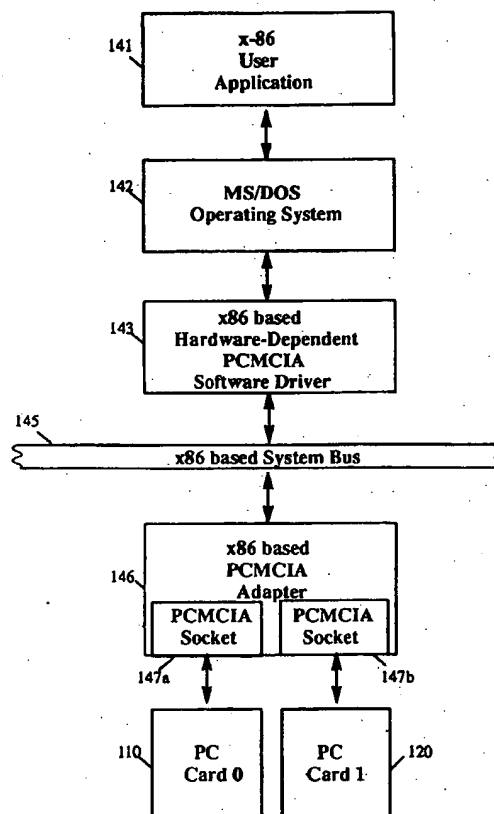 141
x-86
User
Application
142
MS/DOS
Operating System
143
x86 based
Hardware-Dependent
PCMCIA
Software Driver
145
x86 based System Bus
146
x86 based
PCMCIA
Adapter
PCMCIA
Socket
PCMCIA
Socket
147a
147b
110
PC
Card 0
PC
Card 1
120